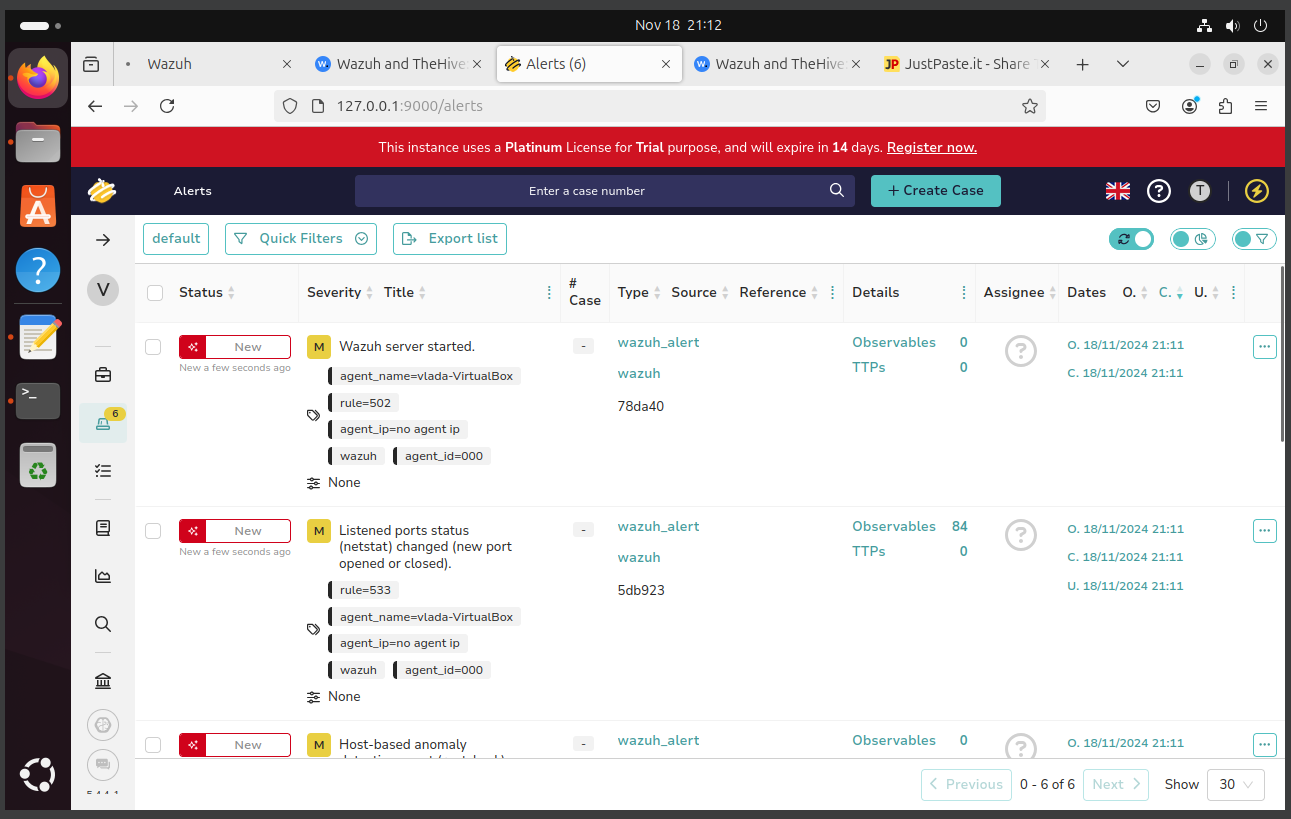 Nov 18 21:12
Wazuh
Wazuh and TheHive
Alerts (6)
Wazuh and TheHive
JP JustPaste.it - Share
127.0.0.1:9000/alerts
This instance uses a Platinum License for Trial purpose, and will expire in 14 days. Register now.
Alerts
Enter a case number
+ Create Case
T
default
Quick Filters
Export list
V
Status
Severity
Title
# Case
Type
Source
Reference
Details
Assignee
Dates
O.
C.
U.
New
New a few seconds ago
M
Wazuh server started.
agent_name=vlada-VirtualBox
rule=502
agent_ip=no agent ip
wazuh
agent_id=000
None
-
wazuh_alert
wazuh
78da40
Observables 0
TTPs 0
?
O. 18/11/2024 21:11
C. 18/11/2024 21:11
6
New
New a few seconds ago
M
Listened ports status
(netstat) changed (new port
opened or closed).
rule=533
agent_name=vlada-VirtualBox
agent_ip=no agent ip
wazuh
agent_id=000
None
-
wazuh_alert
wazuh
5db923
Observables 84
TTPs 0
?
O. 18/11/2024 21:11
C. 18/11/2024 21:11
U. 18/11/2024 21:11
New
M
Host-based anomaly
-
wazuh_alert
Observables 0
?
O. 18/11/2024 21:11
Previous
0 - 6 of 6
Next
Show
30